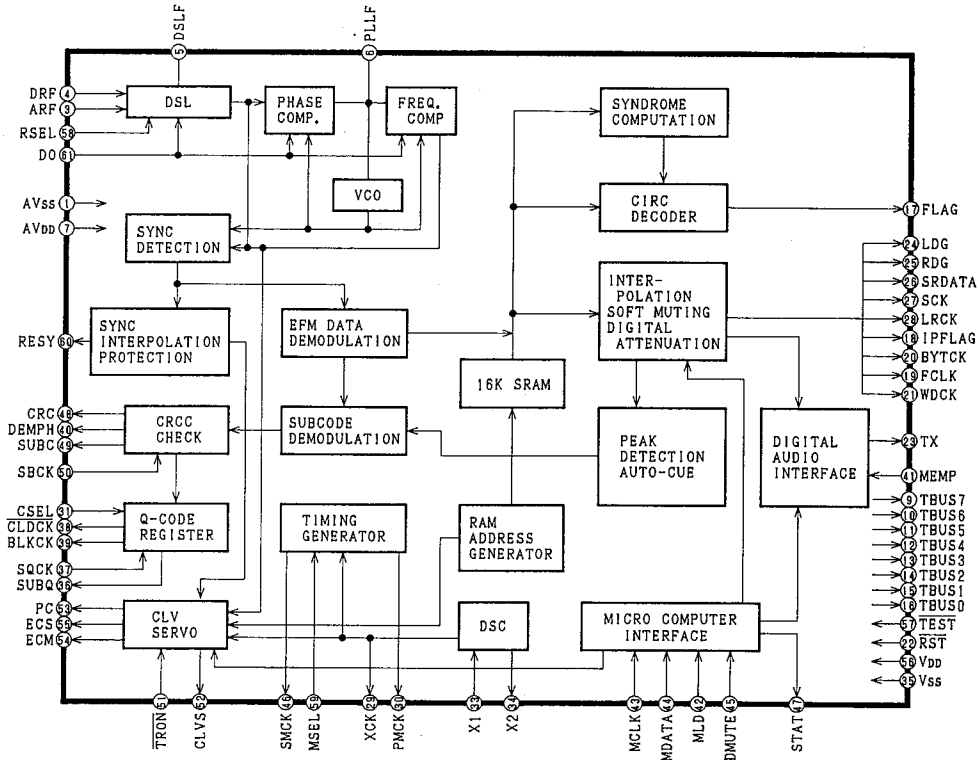 DSLF
5
PLLF
6
DRF 4
ARF 3
RSEL 58
DO 61
AVSS 1
AVDD 7
DSL
PHASE
COMP.
FREQ.
COMP
VCO
SYNC
DETECTION
SYNDROME
COMPUTATION
CIRC
DECODER
17 FLAG
24 LDG
25 RDG
26 SRDATA
27 SCK
28 LRCK
18 IPFLAG
20 BYTCK
19 FCLK
21 WDCK
INTER-
POLATION
SOFT MUTING
DIGITAL
ATTENUATION
RESY 60
SYNC
INTERPOLATION
PROTECTION
EFM DATA
DEMODULATION
16K SRAM
CRC 48
DEMPH 40
SUBC 49
SBCK 50
CRCC
CHECK
SUBCODE
DEMODULATION
PEAK
DETECTION
AUTO-CUE
DIGITAL
AUDIO
INTERFACE
23 TX
41 MEMP
9 TBUS7
10 TBUS6
11 TBUS5
12 TBUS4
13 TBUS3
14 TBUS2
15 TBUS1
16 TBUS0
57 TEST
22 RST
56 VDD
35 VSS
CSEL 31
CLDCK 38
BLKCK 39
SQCK 37
SUBQ 36
Q-CODE
REGISTER
TIMING
GENERATOR
RAM
ADDRESS
GENERATOR
PC 53
ECS 55
ECM 54
CLV
SERVO
DSC
MICRO COMPUTER
INTERFACE
51
TRON
52
CLVS
46
SMCK
59
MSEL
29
XCK
30
PMCK
33
X1
34
X2
43
MCLK
44
MDATA
42
MLD
45
DMUTE
47
STAT